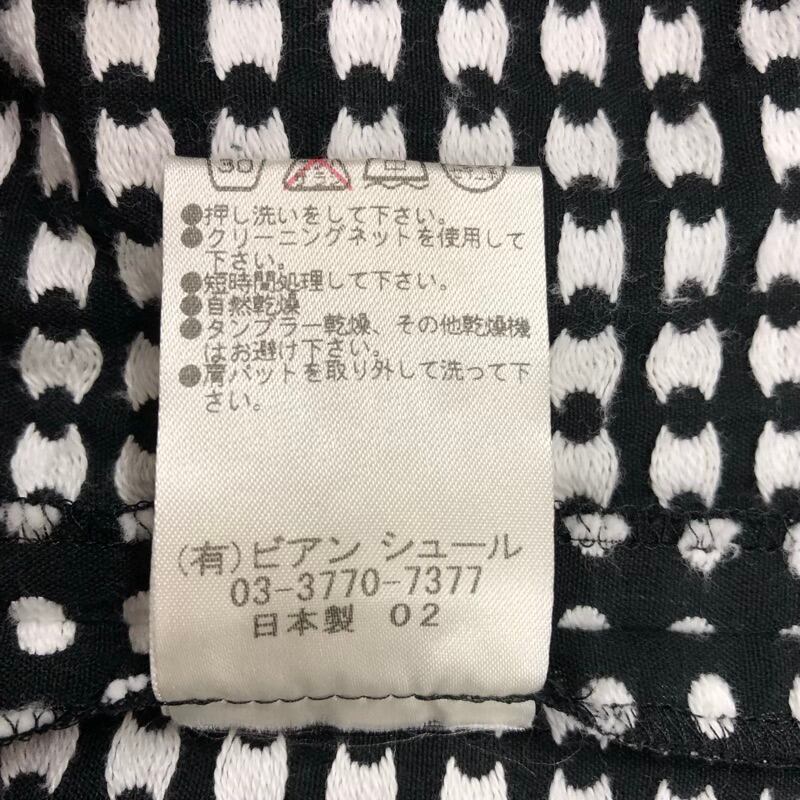 30
●押し洗いをして下さい。
●クリーニングネットを使用して
下さい。
●短時間処理して下さい。
●自然乾燥
●タンブラー乾燥、その他乾燥機
はお避け下さい。
●肩パットを取り外して洗って下
さい。
(有)ビアン シュール
03-3770-7377
日本製 02